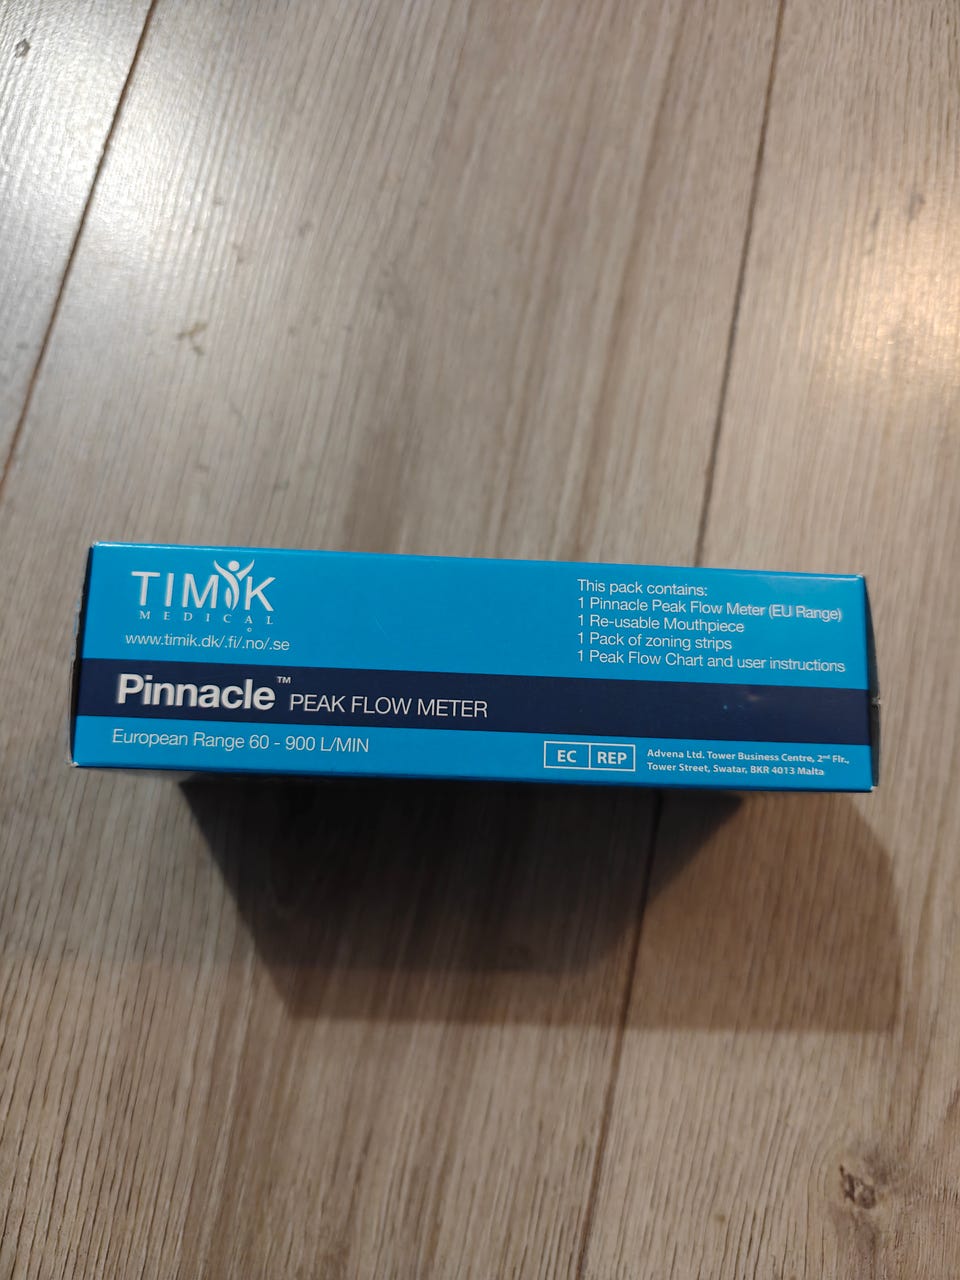 TIMIK
MEDICAL
©
www.timik.dk/.fi/.no/.se
This pack contains:
1 Pinnacle Peak Flow Meter (EU Range)
1 Re-usable Mouthpiece
1 Pack of zoning strips
1 Peak Flow Chart and user instructions
Pinnacle™ PEAK FLOW METER
European Range 60 - 900 L/MIN
EC REP
Advena Ltd. Tower Business Centre, 2nd Flr.,
Tower Street, Swatar, BKR 4013 Malta